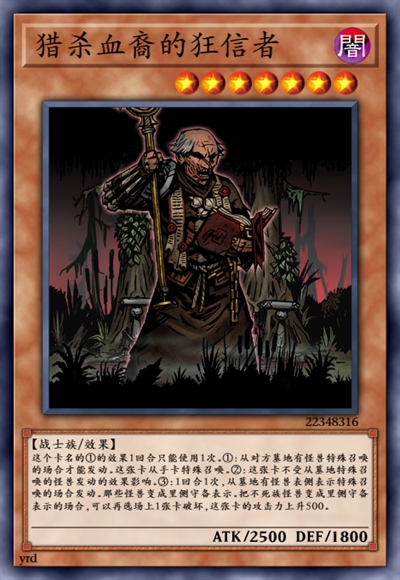 猎杀血裔的狂信者
闇
22348316
【战士族/效果】
这个卡名的①的效果1回合只能使用1次。①：从对方墓地有怪兽特殊召唤
的场合才能发动。这张卡从手卡特殊召唤。②：这张卡不受从墓地特殊召
唤的怪兽发动的效果影响。③：1回合1次，从墓地有怪兽表侧表示特殊召
唤的场合发动。那些怪兽变成里侧守备表示。把不死族怪兽变成里侧守备
表示的场合，可以再选场上1张卡破坏，这张卡的攻击力上升500。
ATK/2500 DEF/1800
yrd